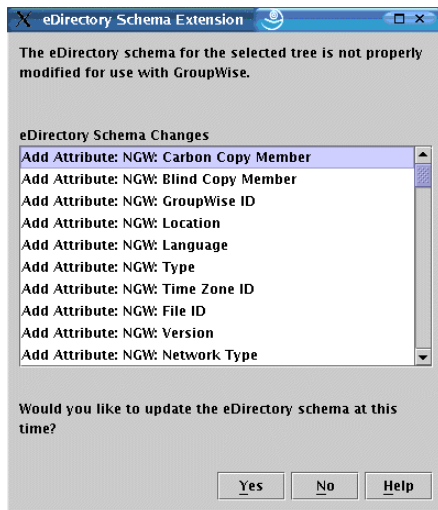 eDirectory Schema Extension
The eDirectory schema for the selected tree is not properly
modified for use with GroupWise.
eDirectory Schema Changes
Add Attribute: NGW: Carbon Copy Member
Add Attribute: NGW: Blind Copy Member
Add Attribute: NGW: GroupWise ID
Add Attribute: NGW: Location
Add Attribute: NGW: Language
Add Attribute: NGW: Type
Add Attribute: NGW: Time Zone ID
Add Attribute: NGW: File ID
Add Attribute: NGW: Version
Add Attribute: NGW: Network Type
Would you like to update the eDirectory schema at this
time?
Yes No Help